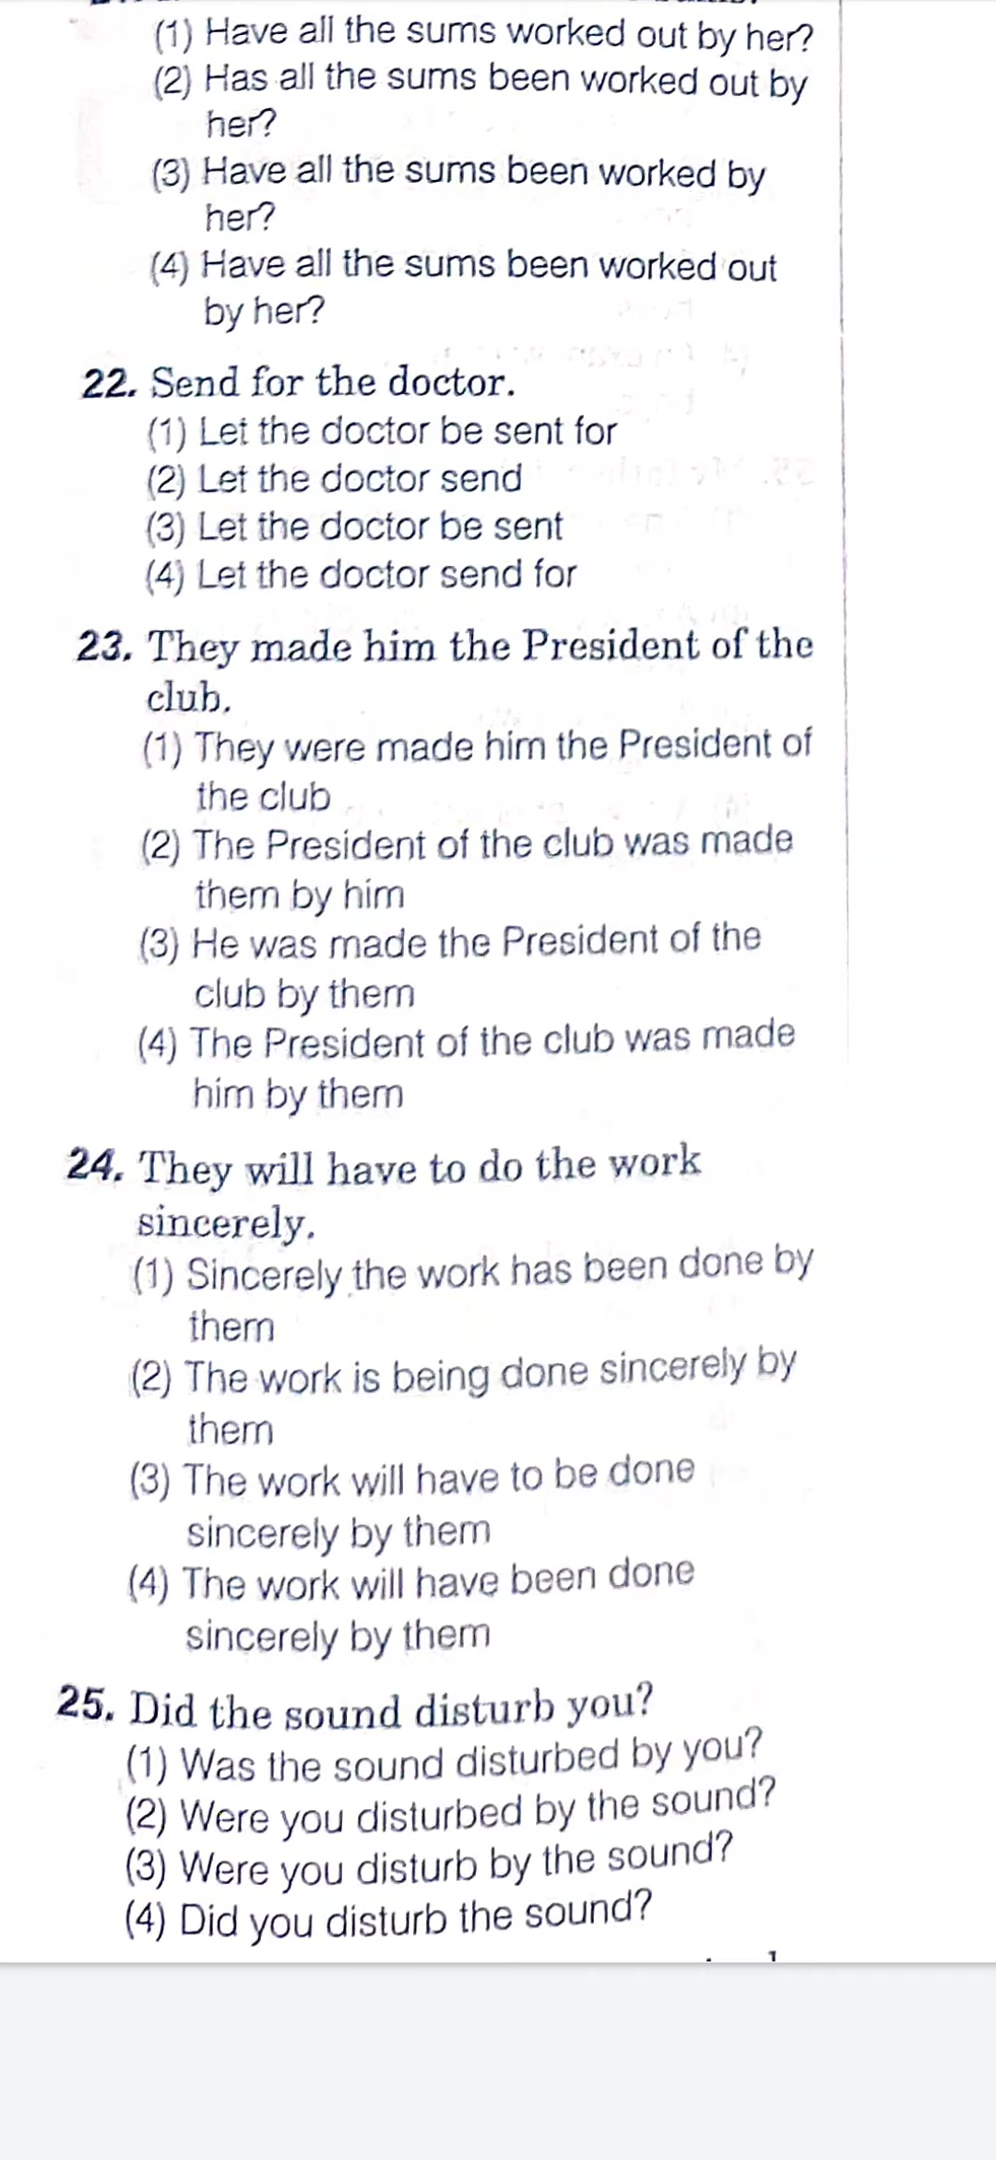 (1) Have all the sums worked out by her?
(2) Has all the sums been worked out by
her?
(3) Have all the sums been worked by
her?
(4) Have all the sums been worked out
by her?
22. Send for the doctor.
(1) Let the doctor be sent for
(2) Let the doctor send
(3) Let the doctor be sent
(4) Let the doctor send for
23. They made him the President of the
club.
(1) They were made him the President of
the club
(2) The President of the club was made
them by him
(3) He was made the President of the
club by them
(4) The President of the club was made
him by them
24. They will have to do the work
sincerely.
(1) Sincerely the work has been done by
them
(2) The work is being done sincerely by
them
(3) The work will have to be done
sincerely by them
(4) The work will have been done
sincerely by them
25. Did the sound disturb you?
(1) Was the sound disturbed by you?
(2) Were you disturbed by the sound?
(3) Were you disturb by the sound?
(4) Did you disturb the sound?